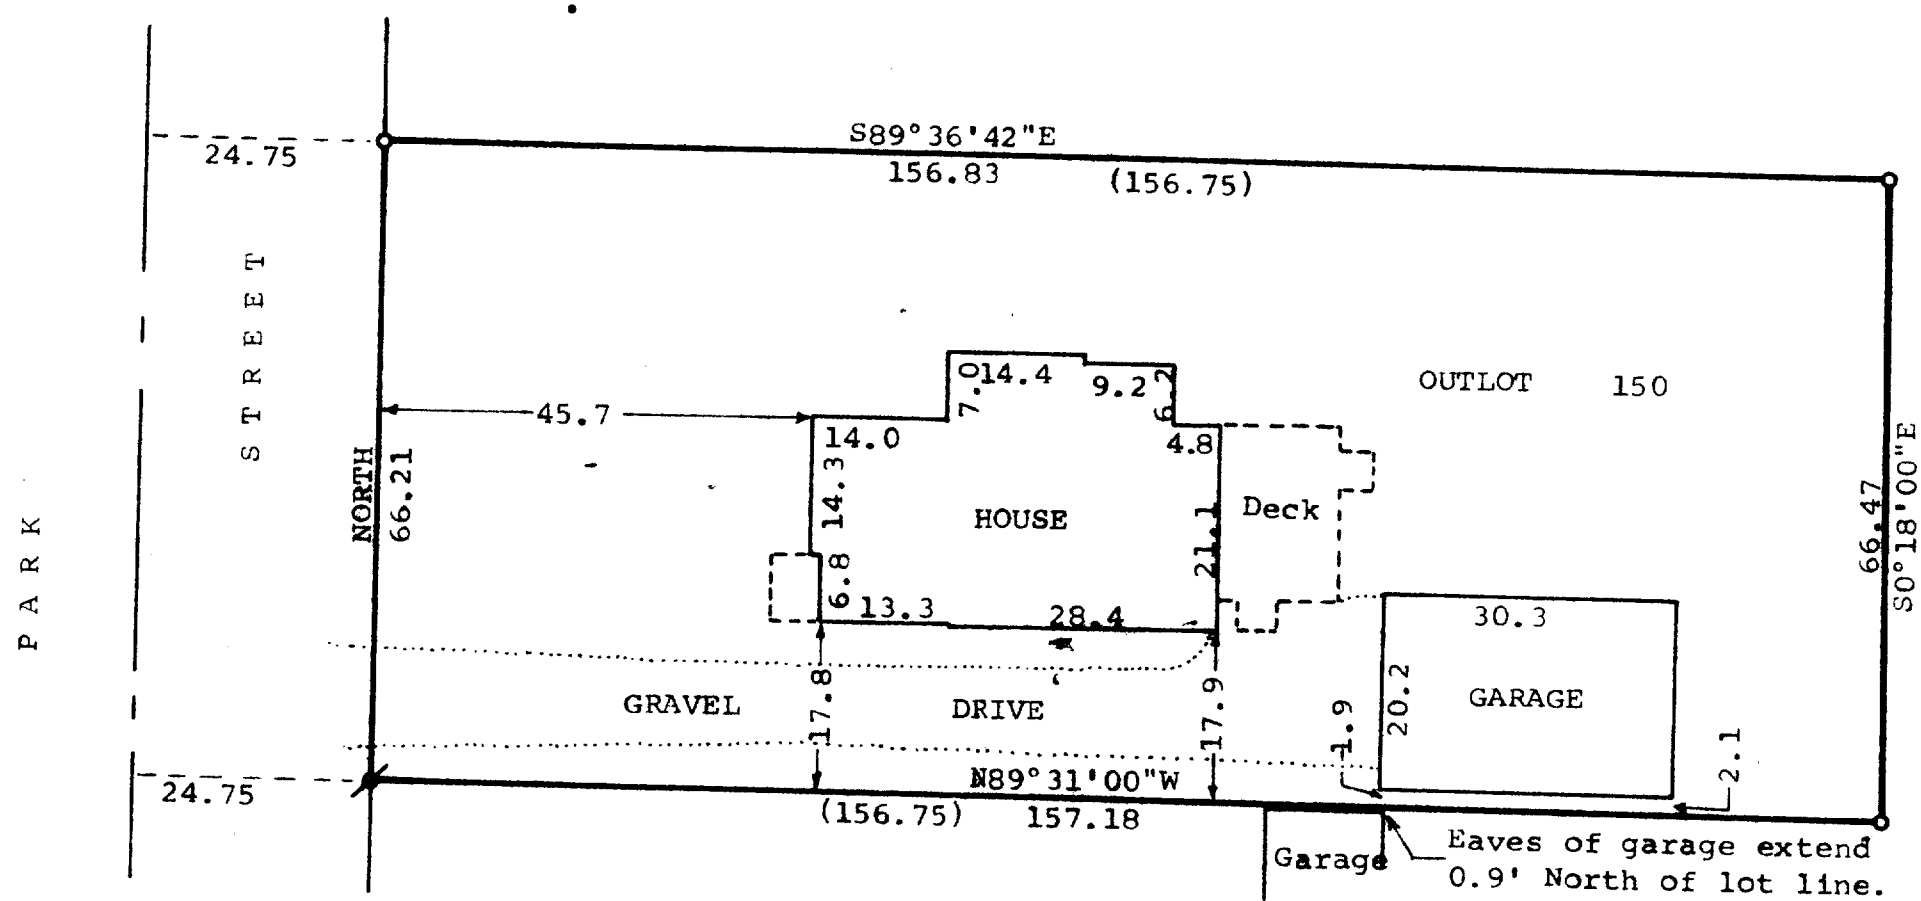 S89°36'42"E
24.75
156.83 (156.75)
STREET
OUTLOT 150
7.0
14.4
9.2
6.2
45.7
14.0
4.8
NORTH
66.21
14.3
HOUSE
21.1
Deck
66.47
S0°18'00"E
PARK
6.8
13.3
28.4
30.3
GRAVEL DRIVE
17.8
17.9
1.9
20.2
GARAGE
2.1
N89°31'00"W
24.75
(156.75) 157.18
Garage
Eaves of garage extend
0.9' North of lot line.